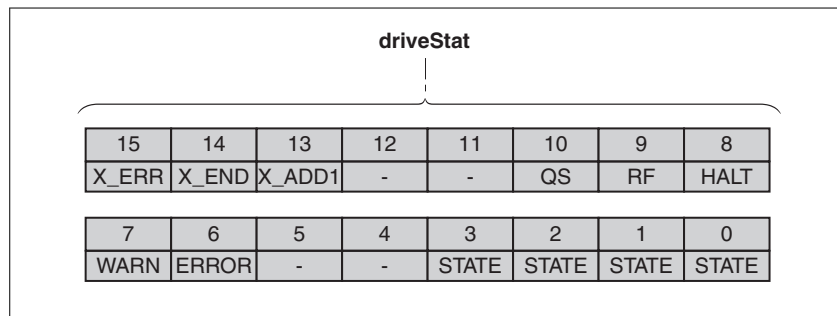 driveStat
15 14 13 12 11 10 9 8
X_ERR X_END X_ADD1 - - QS RF HALT
7 6 5 4 3 2 1 0
WARN ERROR - - STATE STATE STATE STATE